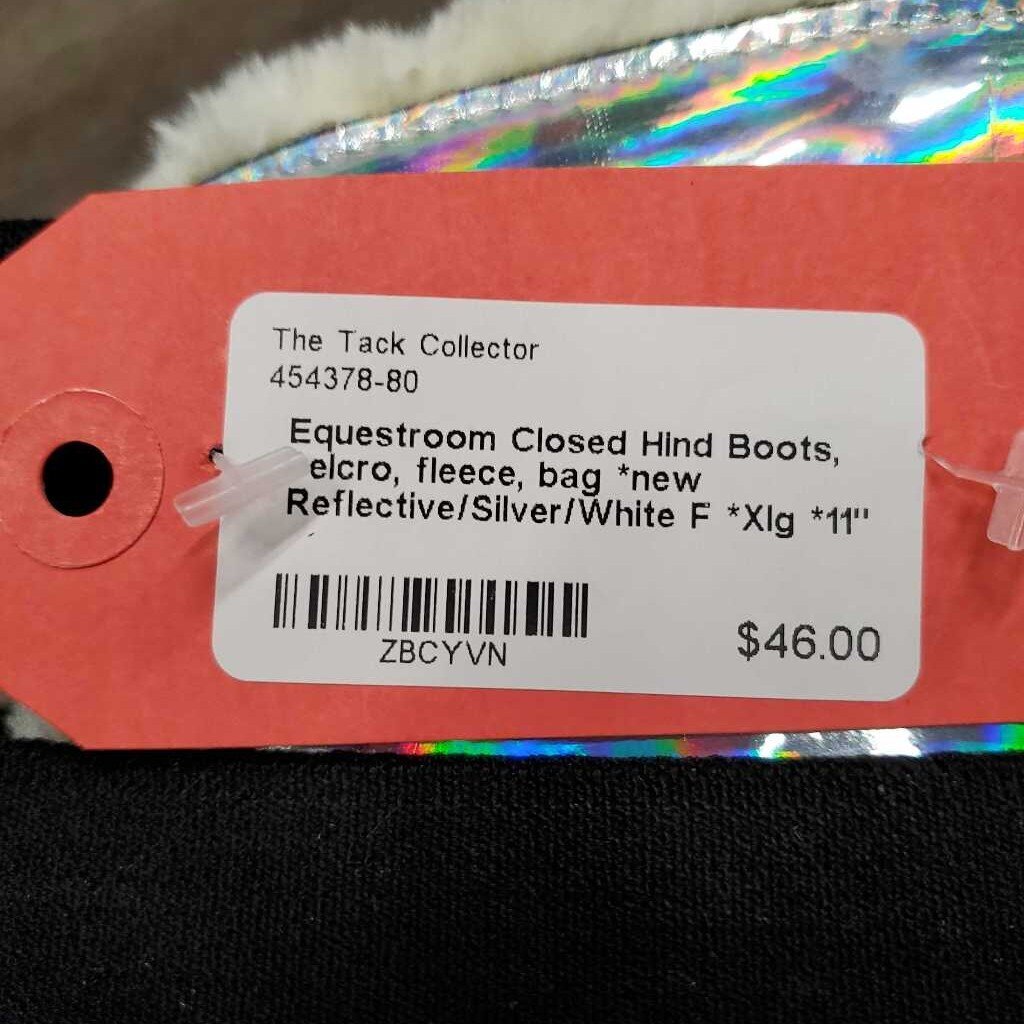 The Tack Collector
454378-80
Equestroom Closed Hind Boots,
elcro, fleece, bag *new
Reflective/Silver/White F *Xlg *11"
ZBCYVN
$46.00